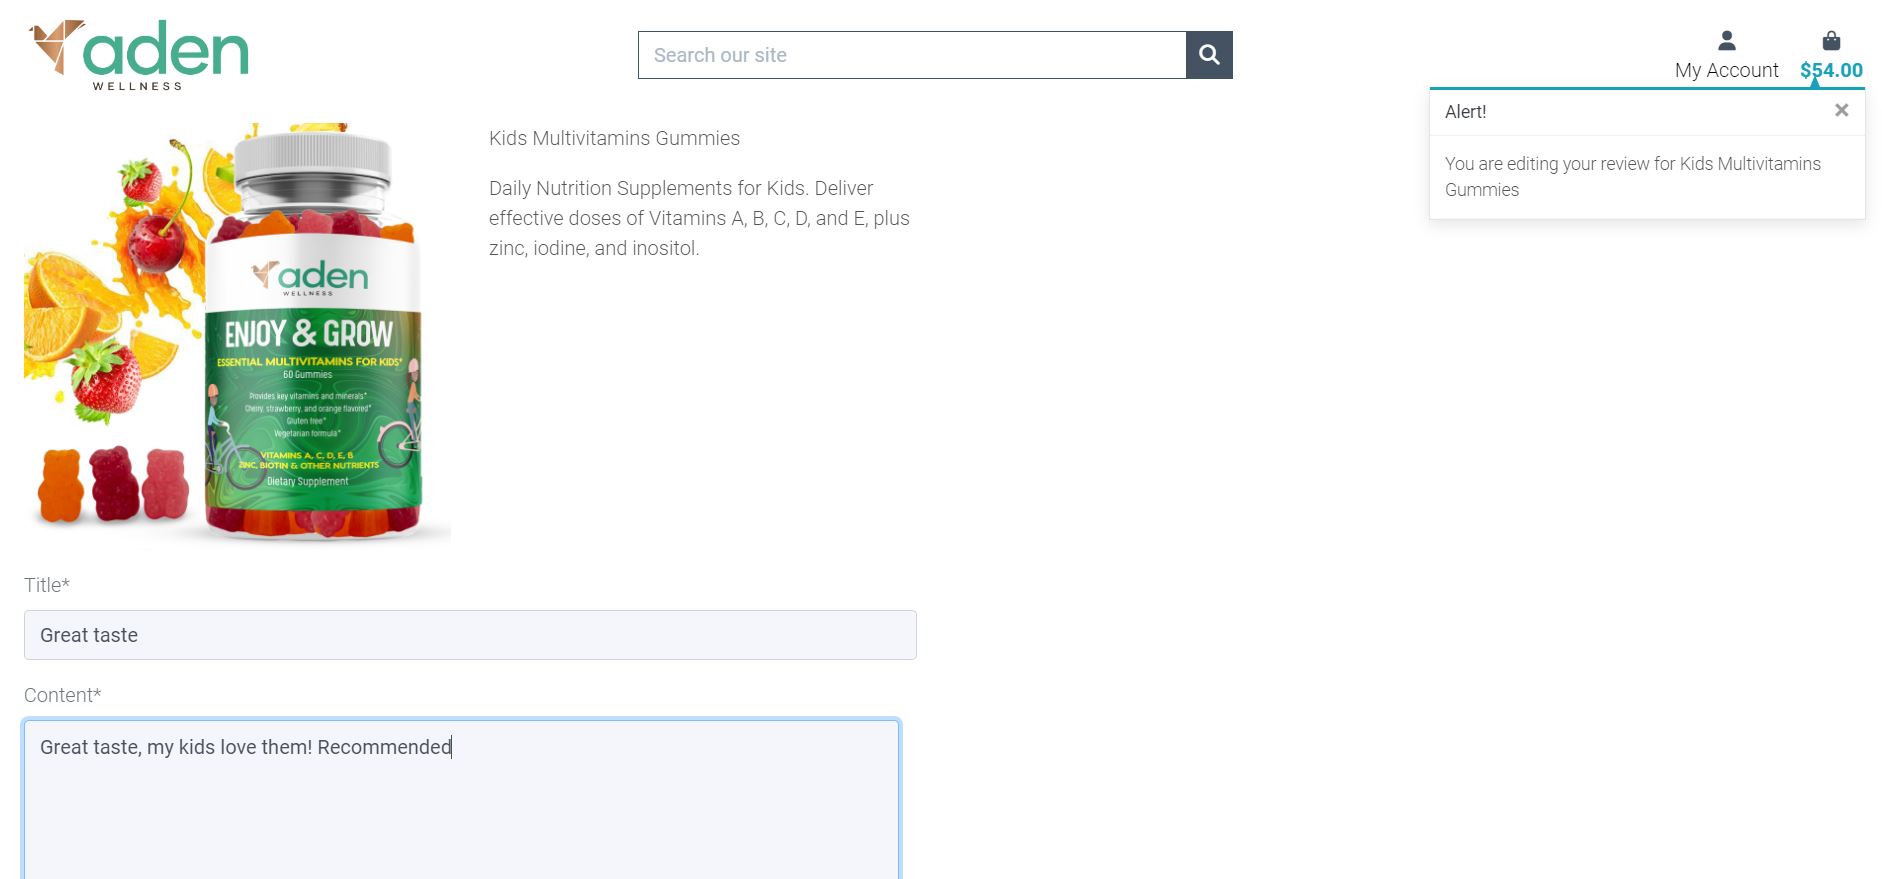 aden
WELLNESS
Search our site
My Account
$54.00
Alert!
×
You are editing your review for Kids Multivitamins
Gummies
Kids Multivitamins Gummies
Daily Nutrition Supplements for Kids. Deliver
effective doses of Vitamins A, B, C, D, and E, plus
zinc, iodine, and inositol.
aden
WELLNESS
ENJOY & GROW
ESSENTIAL MULTIVITAMINS FOR KIDS*
60 Gummies
Provides key vitamins and minerals*
Cherry, strawberry, and orange flavored*
Gluten free*
Vegetarian formula*
VITAMINS A, C, D, E, B
ZINC, BIOTIN & OTHER NUTRIENTS
Dietary Supplement
Title*
Great taste
Content*
Great taste, my kids love them! Recommended